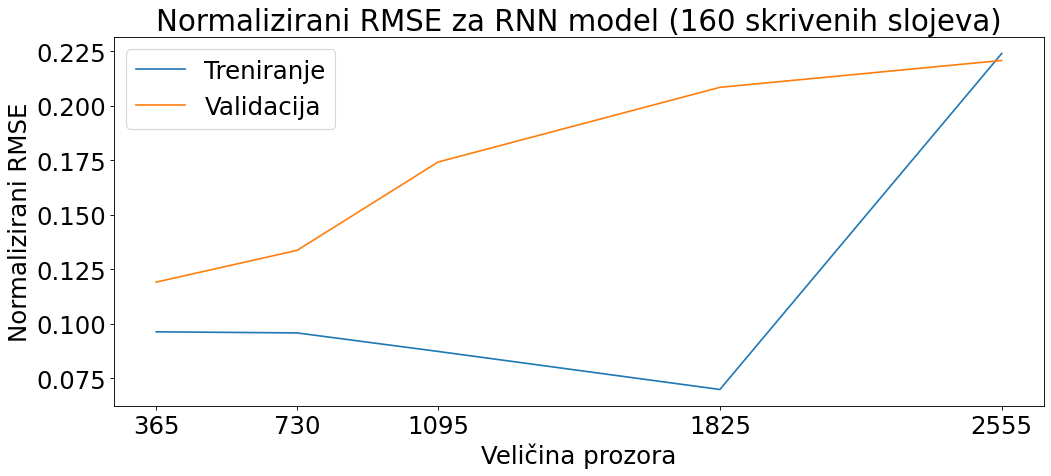 Normalizirani RMSE za RNN model (160 skrivenih slojeva)
Normalizirani RMSE
0.225
0.200
0.175
0.150
0.125
0.100
0.075
Treniranje
Validacija
365 730 1095 1825 2555
Veličina prozora